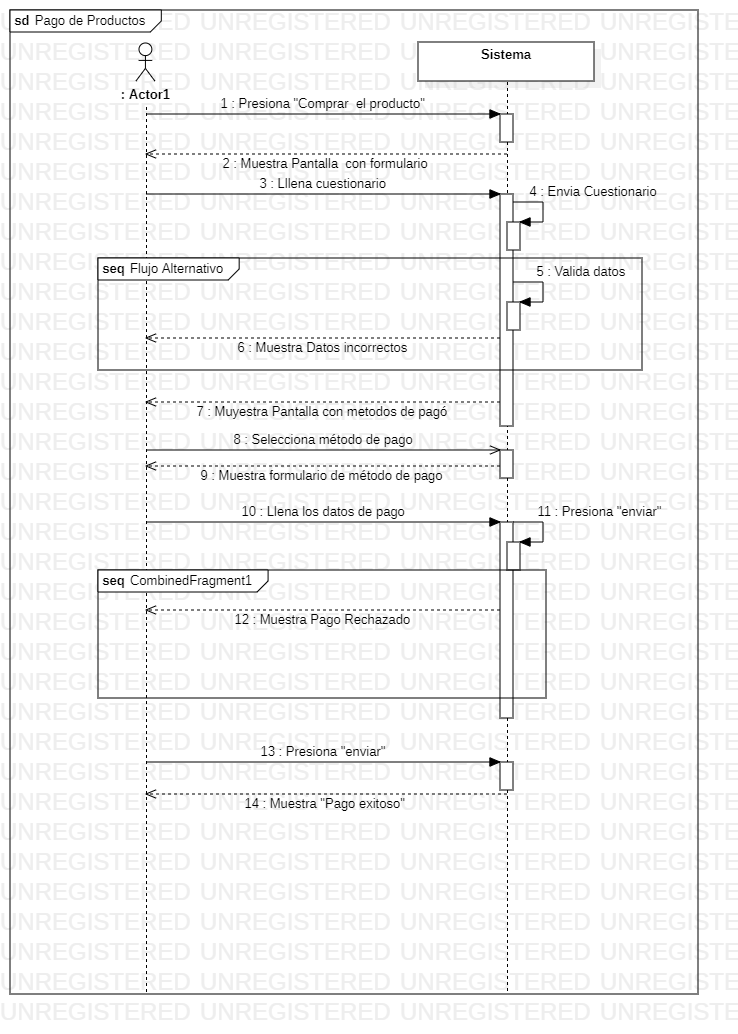 sd Pago de Productos
Sistema
: Actor1
1 : Presiona "Comprar el producto"
2 : Muestra Pantalla con formulario
3 : Lllena cuestionario
4 : Envia Cuestionario
seq Flujo Alternativo
5 : Valida datos
6 : Muestra Datos incorrectos
7 : Muyestra Pantalla con metodos de pagó
8 : Selecciona método de pago
9 : Muestra formulario de método de pago
10 : Llena los datos de pago
11 : Presiona "enviar"
seq CombinedFragment1
12 : Muestra Pago Rechazado
13 : Presiona "enviar"
14 : Muestra "Pago exitoso"
UNREGISTERED